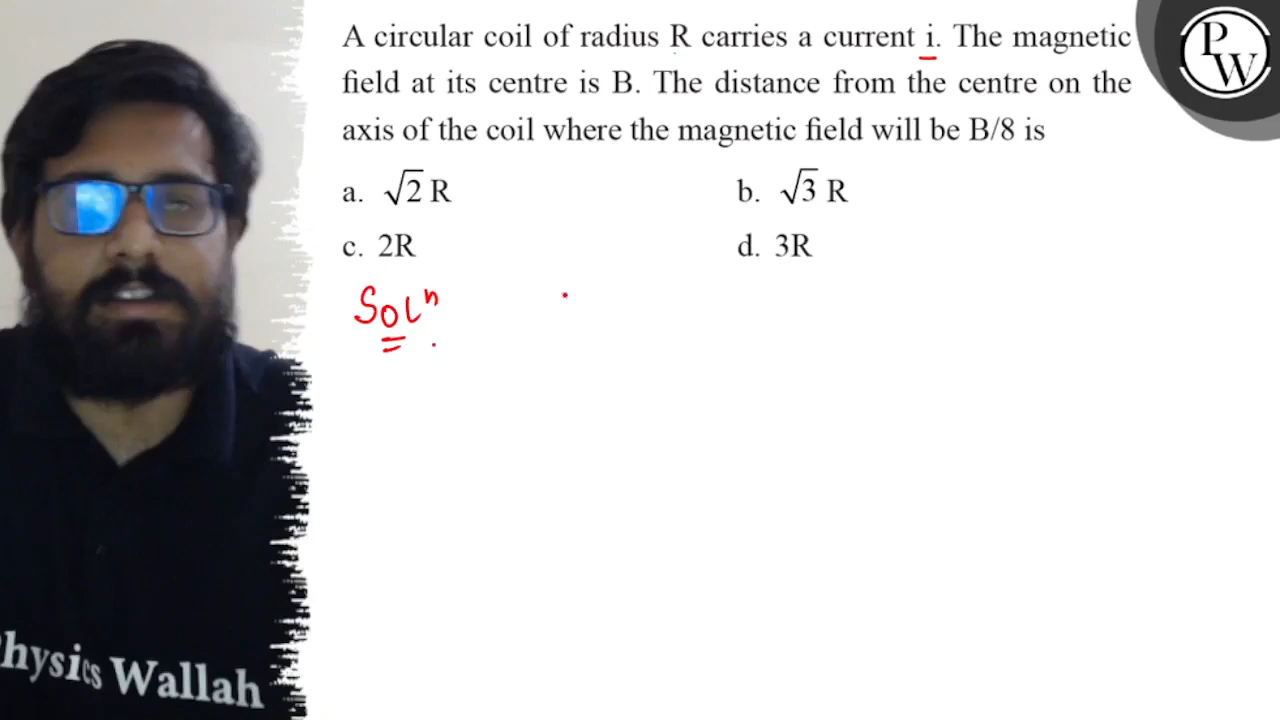 A circular coil of radius R carries a current i. The magnetic
field at its centre is B. The distance from the centre on the
axis of the coil where the magnetic field will be B/8 is
a. √2 R
b. √3 R
c. 2R
d. 3R
Solⁿ
PW
Physics Wallah